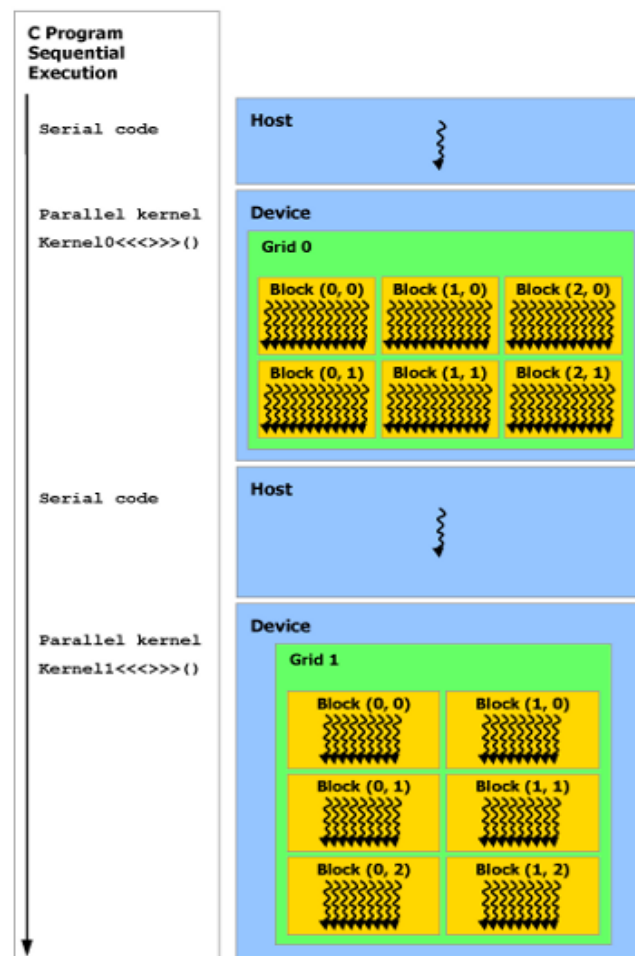 C Program
Sequential
Execution
Serial code
Host
Parallel kernel
Kernel0<<<>>>()
Device
Grid 0
Block (0, 0)
Block (1, 0)
Block (2, 0)
Block (0, 1)
Block (1, 1)
Block (2, 1)
Serial code
Host
Parallel kernel
Kernel1<<<>>>()
Device
Grid 1
Block (0, 0)
Block (1, 0)
Block (0, 1)
Block (1, 1)
Block (0, 2)
Block (1, 2)